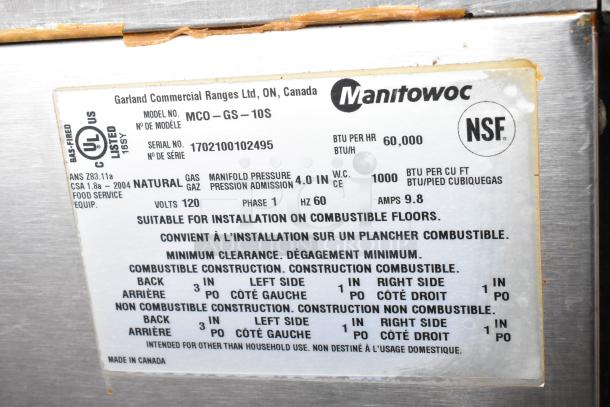 Garland Commercial Ranges Ltd, ON, Canada Manitowoc
GAS-FIRED
C UL US
LISTED
16SY
MODEL NO. MCO-GS-10S
Nº DE MODÈLE
NSF®
SERIAL NO. 1702100102495
Nº DE SÉRIE
BTU PER HR 60,000
BTU/H
ANS Z83.11a
CSA 1.8a - 2004
FOOD SERVICE
EQUIP.
NATURAL GAS MANIFOLD PRESSURE 4.0 IN W.C. 1000 BTU PER CU FT
GAZ PRESSION ADMISSION CE BTU/PIED CUBIQUEGAS
VOLTS 120 PHASE 1 HZ 60 AMPS 9.8
SUITABLE FOR INSTALLATION ON COMBUSTIBLE FLOORS.
CONVIENT À L'INSTALLATION SUR UN PLANCHER COMBUSTIBLE.
MINIMUM CLEARANCE. DÉGAGEMENT MINIMUM.
COMBUSTIBLE CONSTRUCTION. CONSTRUCTION COMBUSTIBLE.
BACK 3 IN LEFT SIDE 1 IN RIGHT SIDE 1 IN
ARRIÈRE PO CÔTÉ GAUCHE PO CÔTÉ DROIT PO
NON COMBUSTIBLE CONSTRUCTION. CONSTRUCTION NON COMBUSTIBLE.
BACK 3 IN LEFT SIDE 1 IN RIGHT SIDE 1 IN
ARRIÈRE PO CÔTÉ GAUCHE PO CÔTÉ DROIT PO
INTENDED FOR OTHER THAN HOUSEHOLD USE. NON DESTINÉ À L'USAGE DOMESTIQUE.
MADE IN CANADA